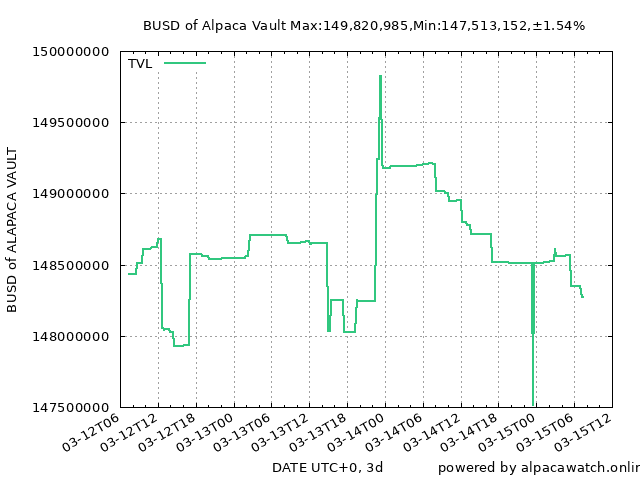 BUSD of Alpaca Vault Max:149,820,985,Min:147,513,152,±1.54%
TVL
150000000
149500000
149000000
148500000
148000000
147500000
BUSD of ALAPACA VAULT
03-12T06
03-12T12
03-12T18
03-13T00
03-13T06
03-13T12
03-13T18
03-14T00
03-14T06
03-14T12
03-14T18
03-15T00
03-15T06
03-15T12
DATE UTC+0, 3d
powered by alpacawatch.onlin